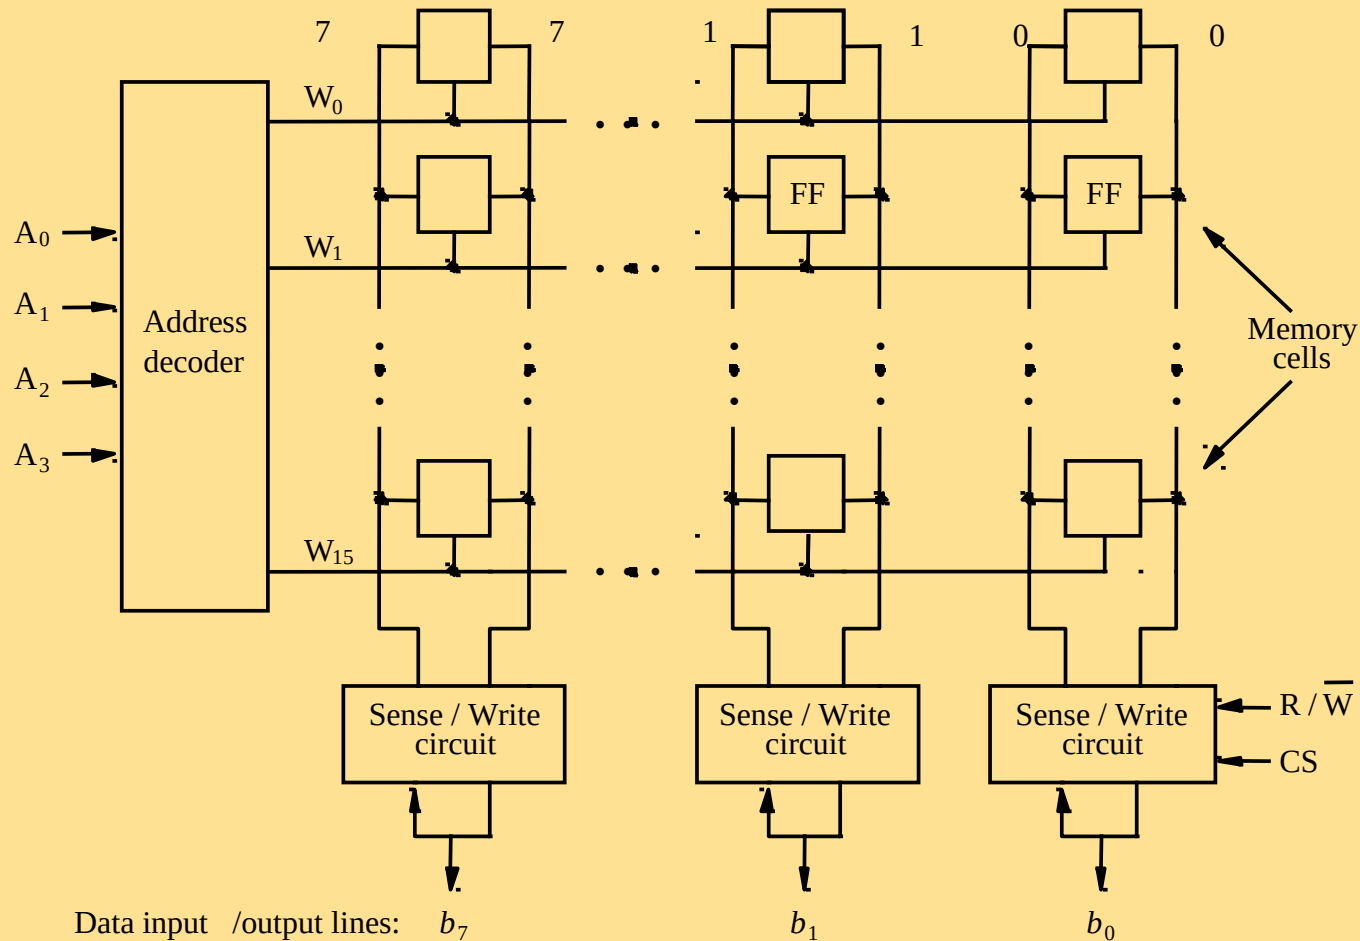 7 7 1 1 0 0
W0
FF FF
A0
W1
A1
Address
decoder
Memory
cells
A2
A3
W15
Sense / Write
circuit
Sense / Write
circuit
Sense / Write
circuit
R / W̅
CS
Data input /output lines: b7 b1 b0